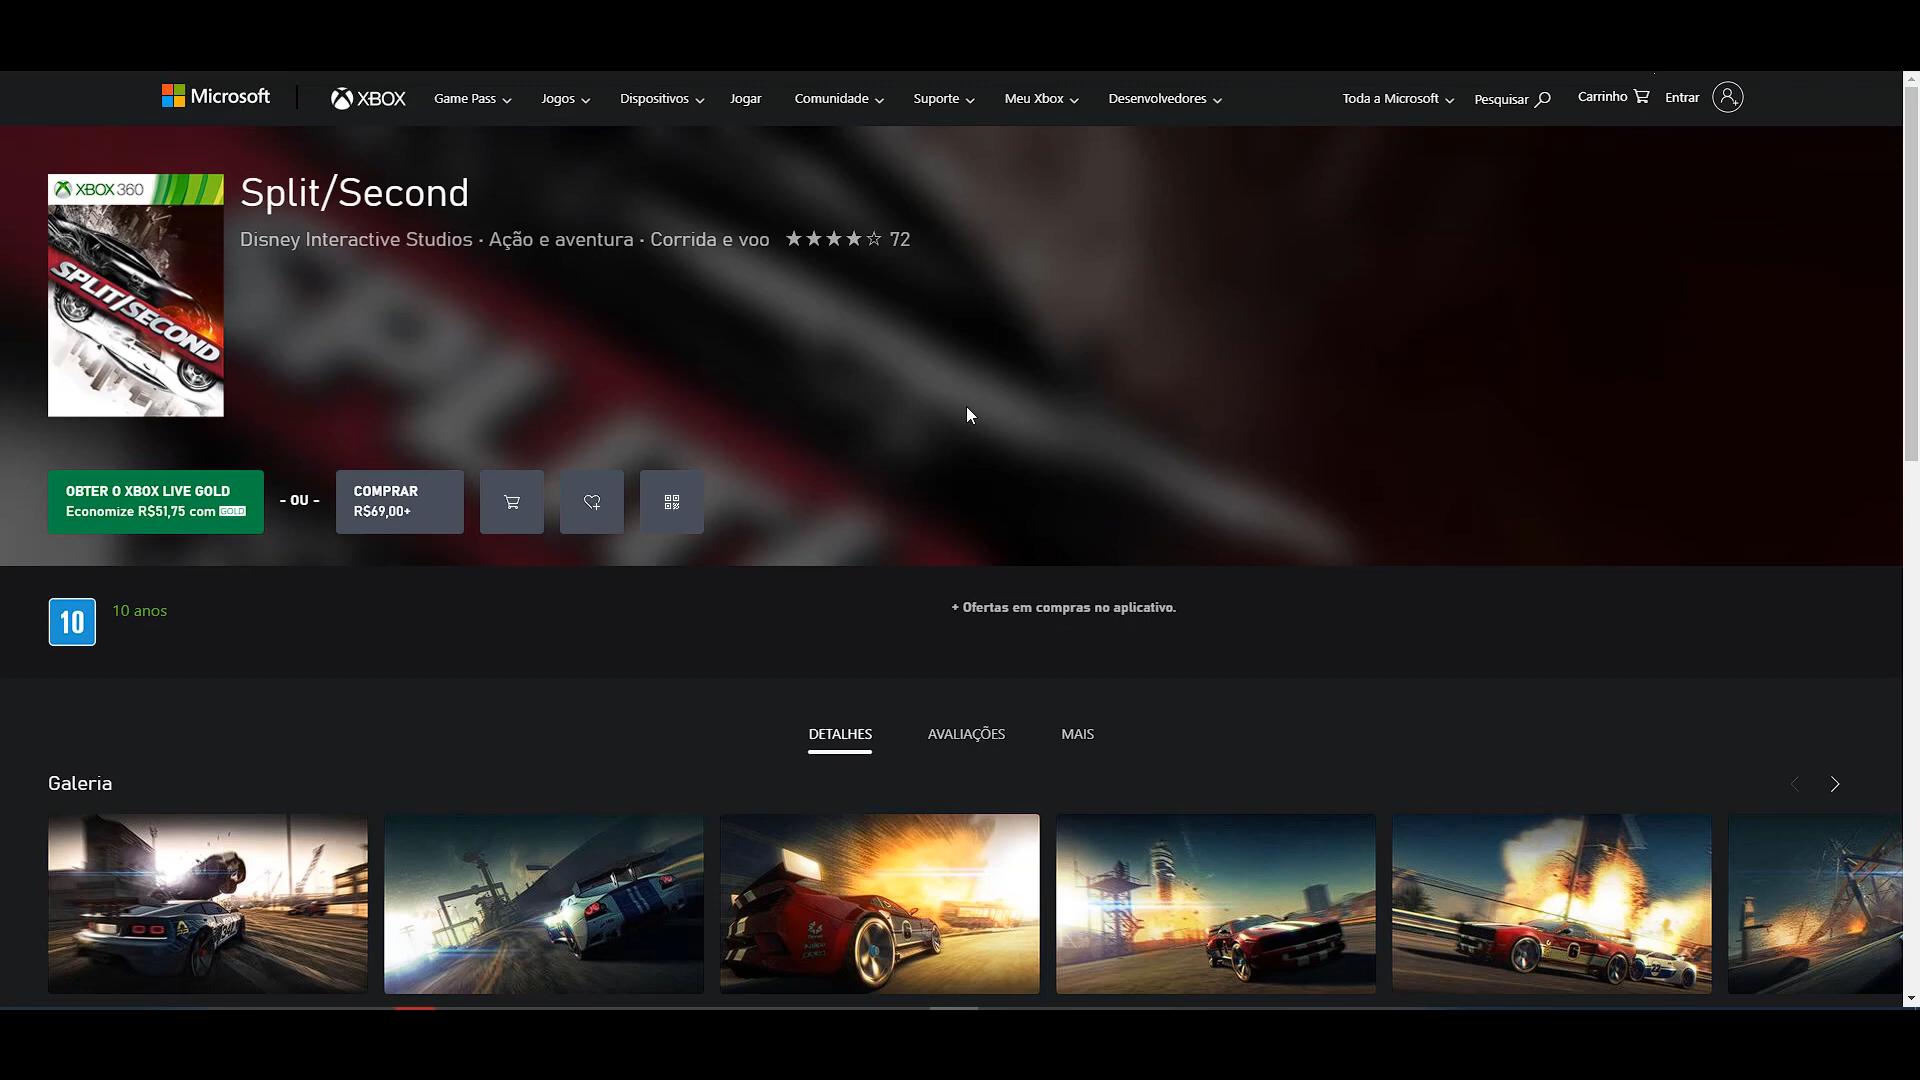 Microsoft
XBOX
Game Pass
Jogos
Dispositivos
Jogar
Comunidade
Suporte
Meu Xbox
Desenvolvedores
Toda a Microsoft
Pesquisar
Carrinho
Entrar
XBOX 360
SPLIT/SECOND
Split/Second
Disney Interactive Studios · Ação e aventura · Corrida e voo ★★★★☆ 72
OBTER O XBOX LIVE GOLD
Economize R$51,75 com GOLD
- OU -
COMPRAR
R$69,00+
10
10 anos
+ Ofertas em compras no aplicativo.
DETALHES
AVALIAÇÕES
MAIS
Galeria